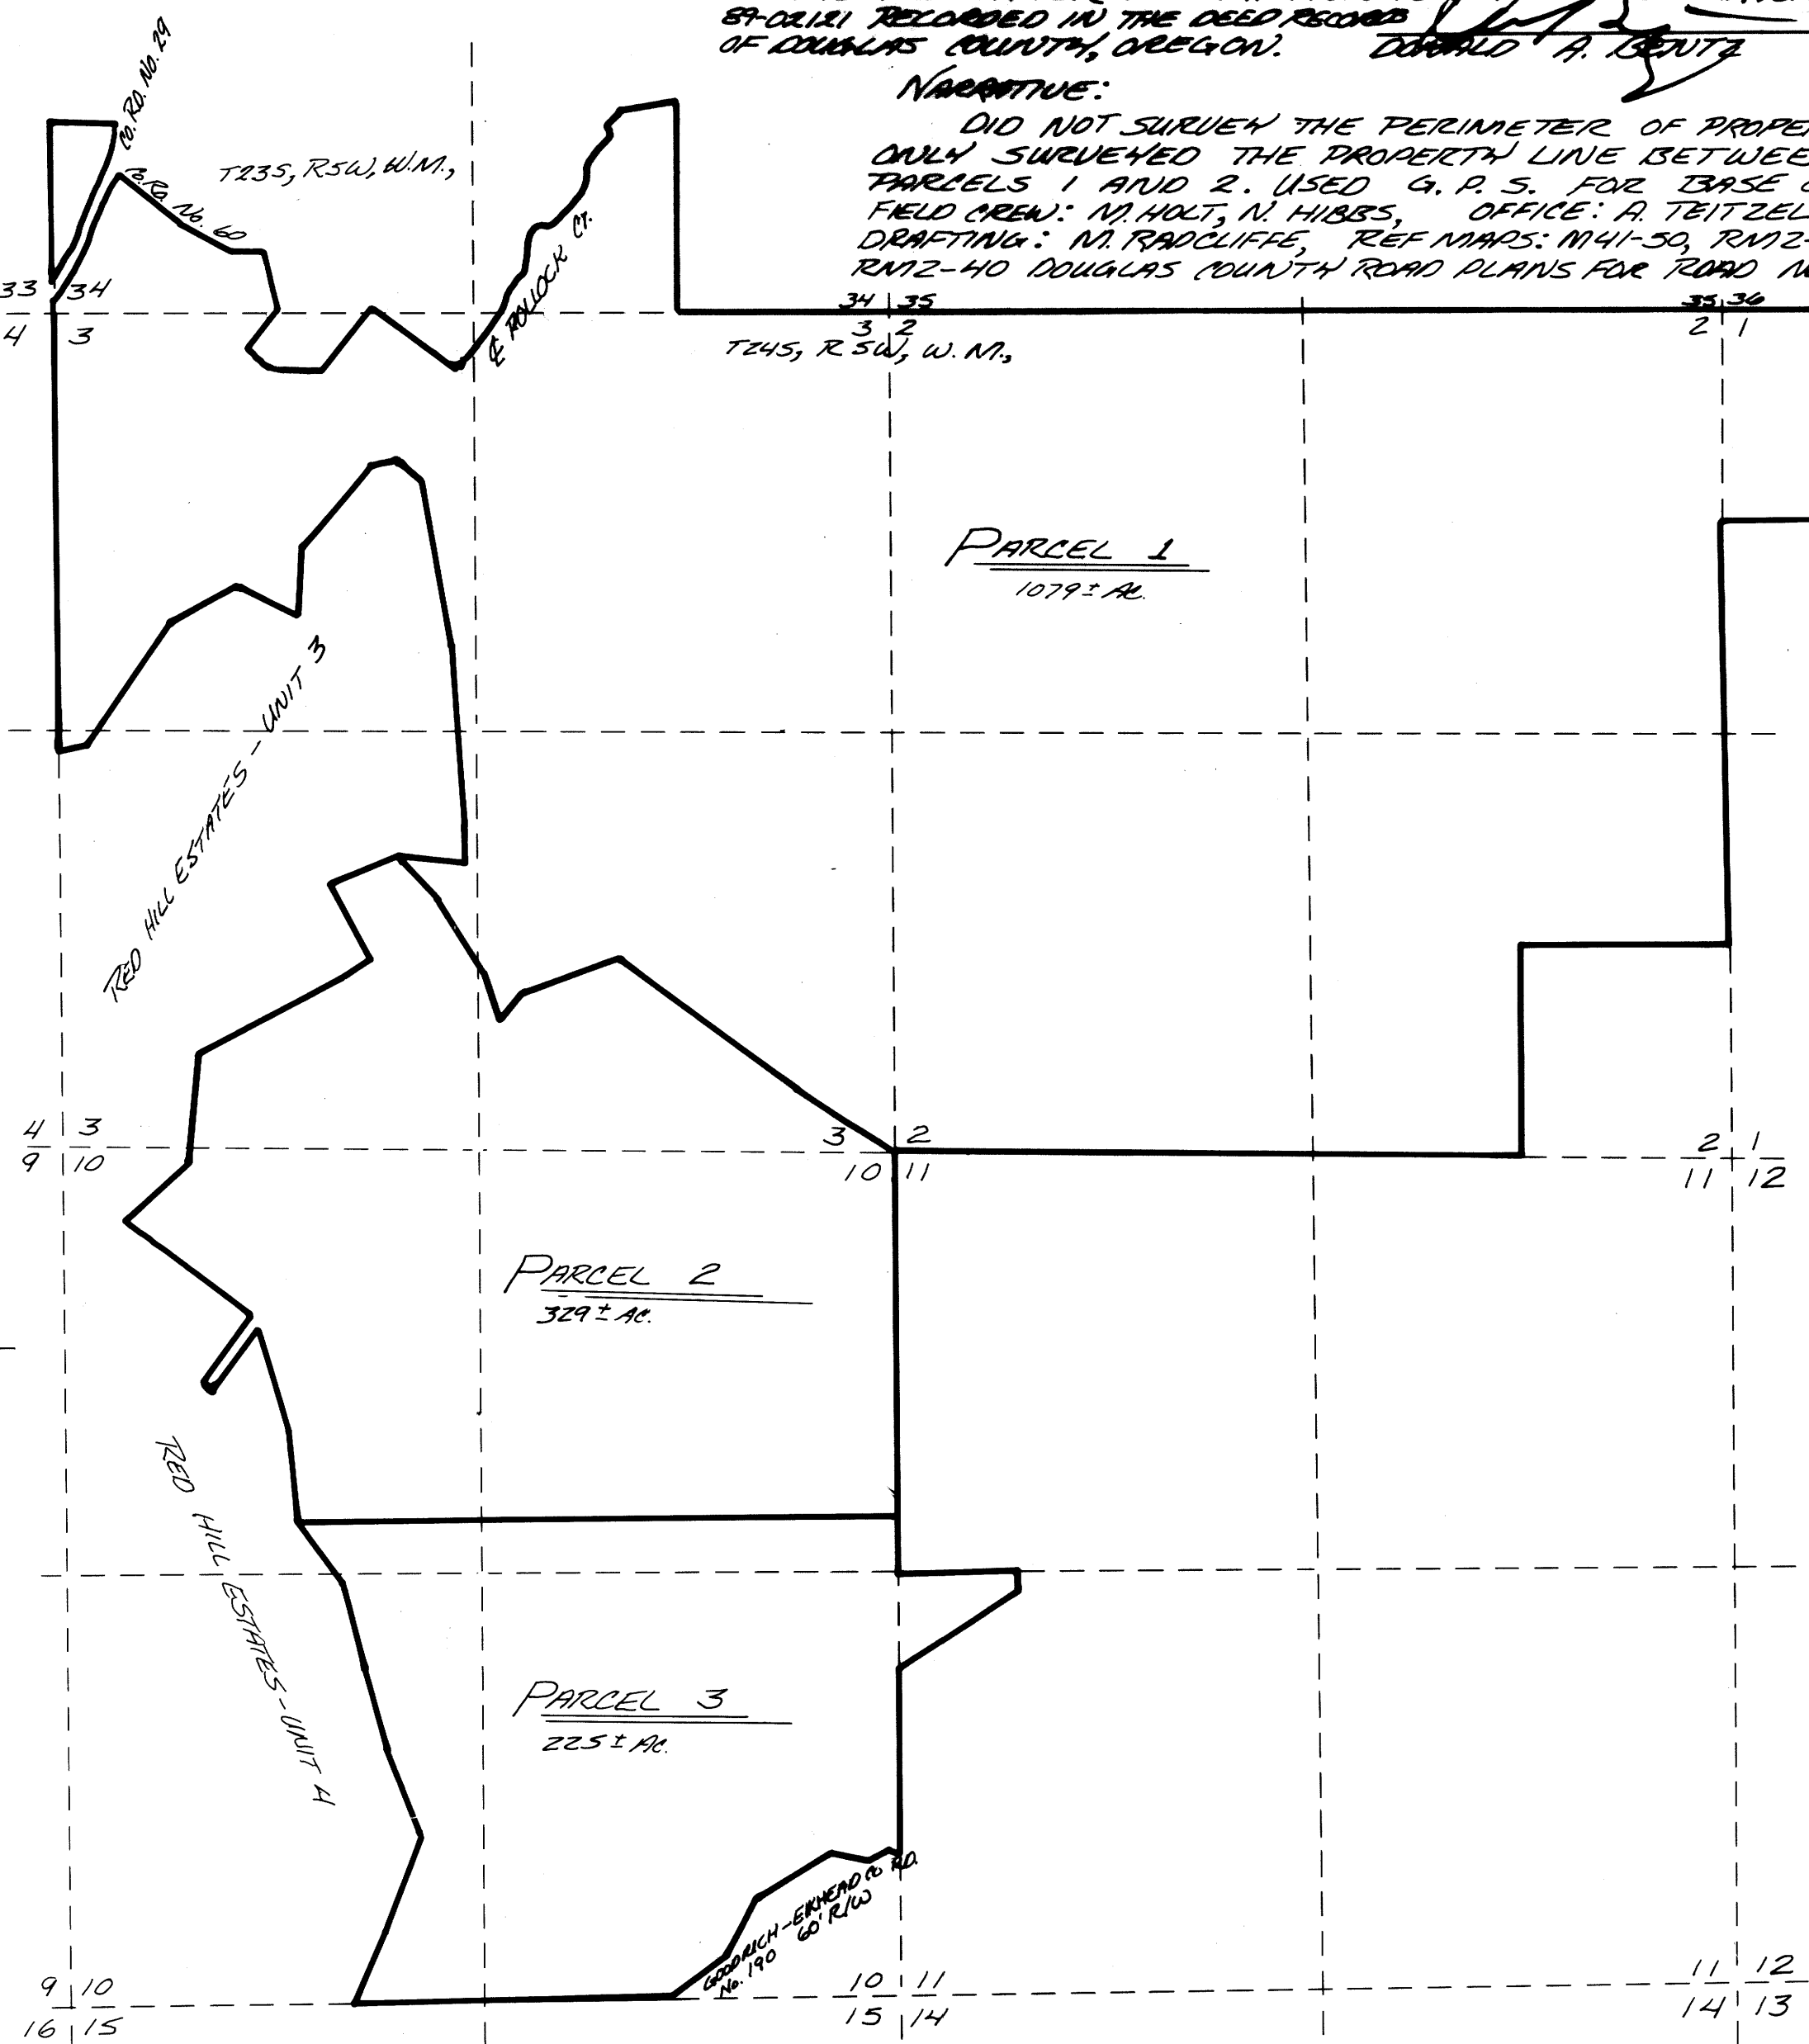 89-02121 RECORDED IN THE DEED RECORDS
OF DOUGLAS COUNTY, OREGON.
DONALD A. BENTZ
NARRATIVE:
DID NOT SURVEY THE PERIMETER OF PROPE
ONLY SURVEYED THE PROPERTY LINE BETWEE
PARCELS 1 AND 2. USED G.P.S. FOR BASE
FIELD CREW: M. HOLT, N. HIBBS, OFFICE: A. TEITZEL
DRAFTING: M. RADCLIFFE, REF MAPS: M41-50, RM2-
RM2-40 DOUGLAS COUNTY ROAD PLANS FOR ROAD N
CO. RD. NO. 29
CO. RD. NO. 60
T23S, R5W, W.M.,
℄ POLLOCK CT.
33 34
4 3
34 35
3 2
35 36
2 1
T24S, R5W, W.M.,
PARCEL 1
1079± AC.
RED HILL ESTATES - UNIT 3
4 3
9 10
3 2
10 11
2 1
11 12
PARCEL 2
329± AC.
RED HILL ESTATES - UNIT 4
PARCEL 3
225± AC.
GOODRICH-ELKHEAD CO RD.
No. 190 60' R/W
9 10
16 15
10 11
15 14
11 12
14 13